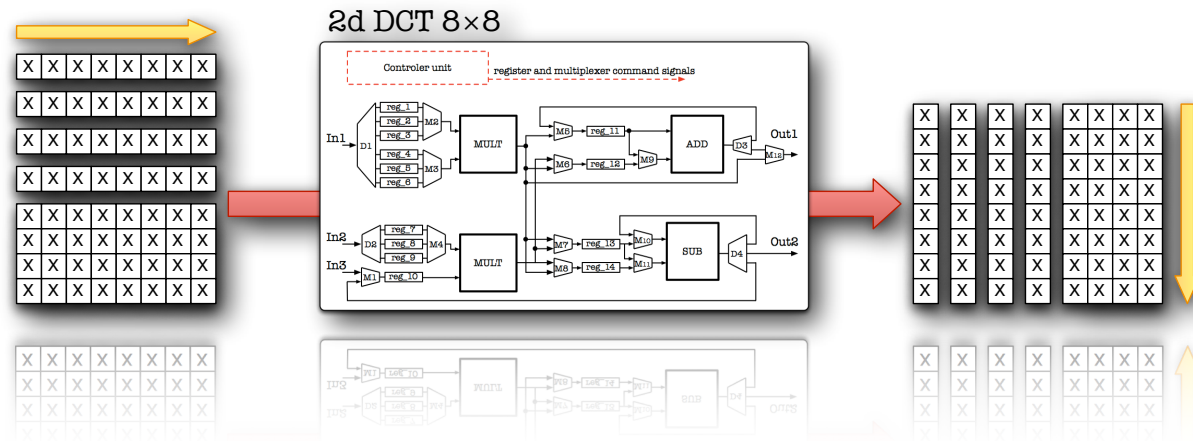 2d DCT 8×8
Controler unit
register and multiplexer command signals
X X X X X X X X
X X X X X X X X
X X X X X X X X
X X X X X X X X
X X X X X X X X
X X X X X X X X
X X X X X X X X
X X X X X X X X
In1
D1
reg_1
reg_2
reg_3
reg_4
reg_5
reg_6
M2
M3
MULT
M5
reg_11
M6
reg_12
M9
ADD
D3
M12
Out1
In2
D2
reg_7
reg_8
reg_9
M4
In3
M1
reg_10
MULT
M7
reg_13
M8
reg_14
M10
M11
SUB
D4
Out2
X X X X X X X X
X X X X X X X X
X X X X X X X X
X X X X X X X X
X X X X X X X X
X X X X X X X X
X X X X X X X X
X X X X X X X X